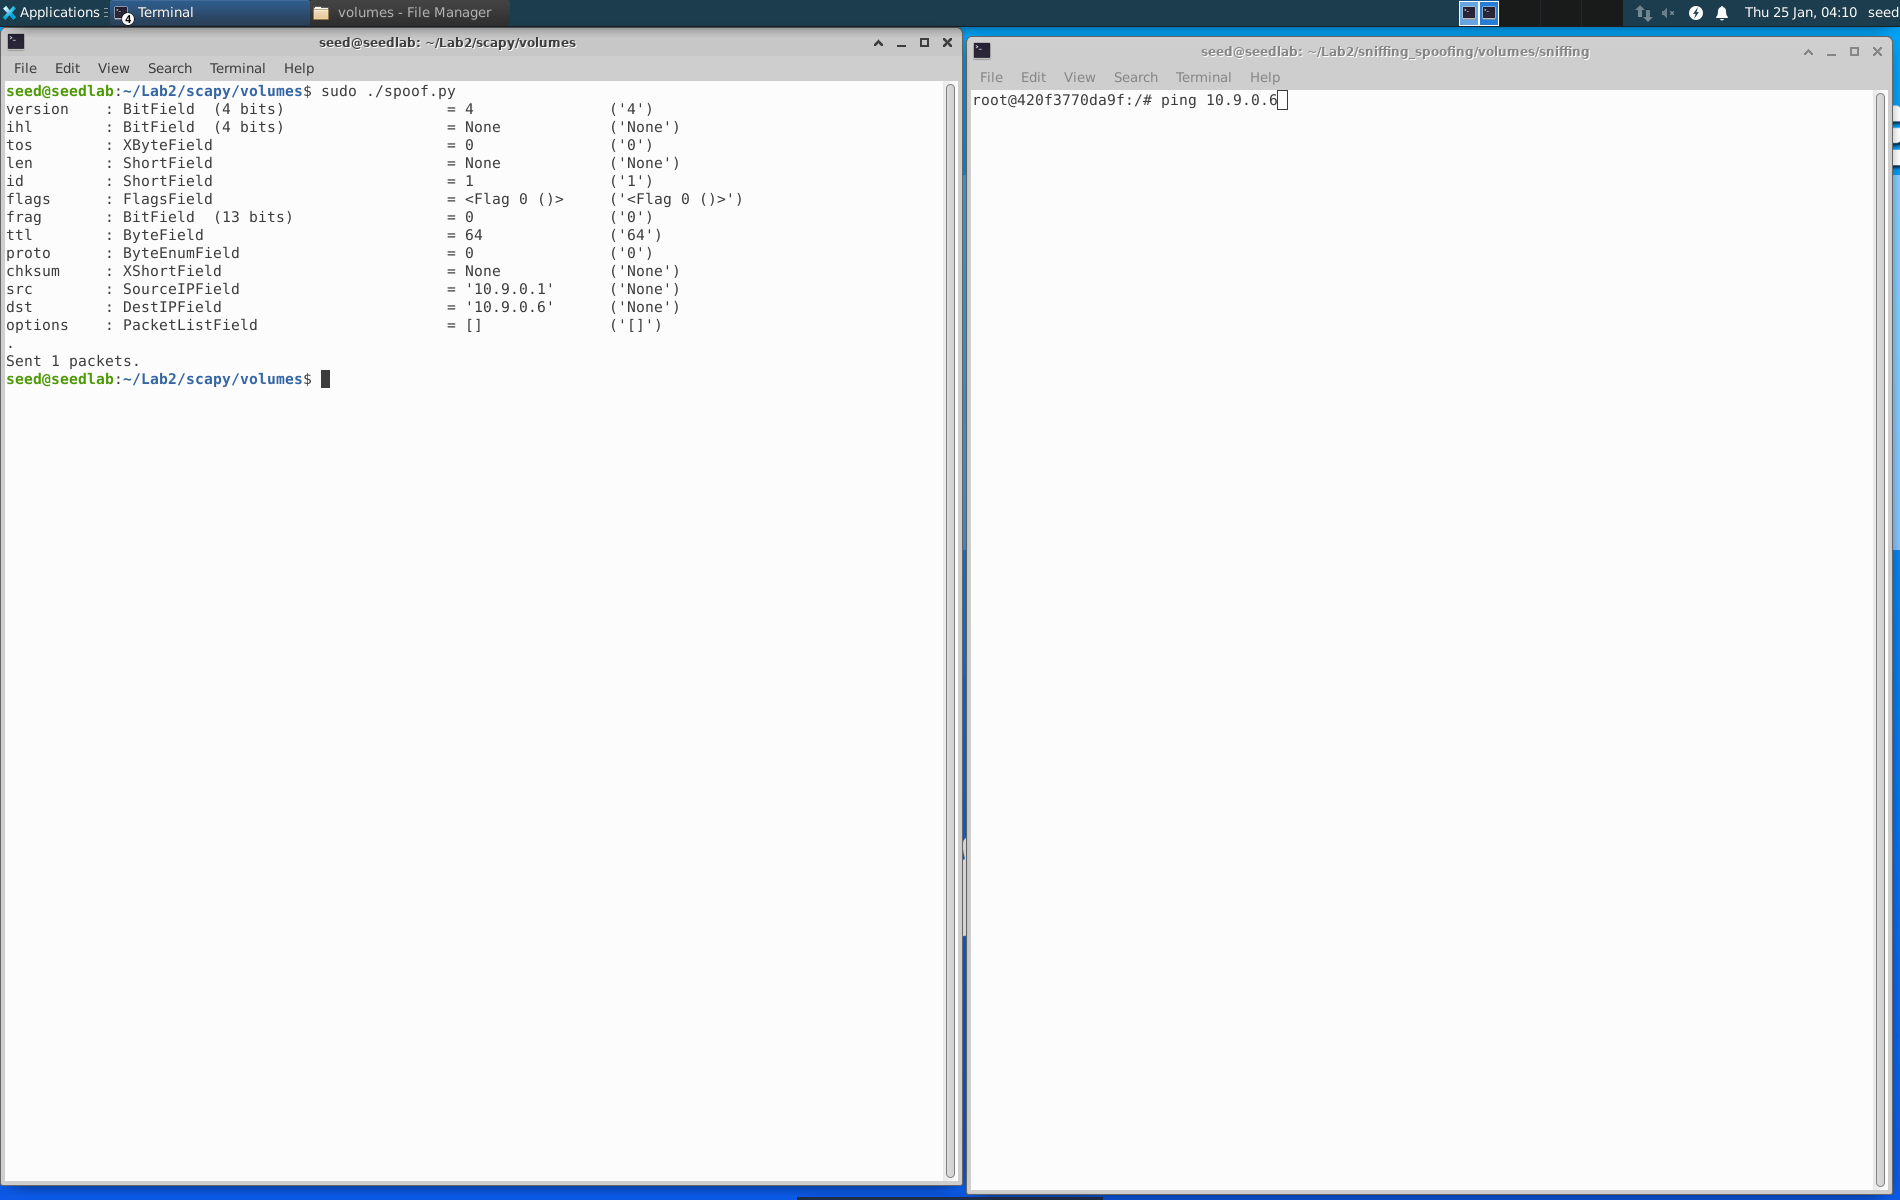 Applications
4
Terminal
volumes - File Manager
Thu 25 Jan, 04:10 seed
seed@seedlab: ~/Lab2/scapy/volumes
File Edit View Search Terminal Help
seed@seedlab:~/Lab2/scapy/volumes$ sudo ./spoof.py
version    : BitField  (4 bits)                  = 4               ('4')
ihl        : BitField  (4 bits)                  = None            ('None')
tos        : XByteField                          = 0               ('0')
len        : ShortField                          = None            ('None')
id         : ShortField                          = 1               ('1')
flags      : FlagsField                          = <Flag 0 ()>     ('<Flag 0 ()>')
frag       : BitField  (13 bits)                 = 0               ('0')
ttl        : ByteField                           = 64              ('64')
proto      : ByteEnumField                       = 0               ('0')
chksum     : XShortField                         = None            ('None')
src        : SourceIPField                       = '10.9.0.1'      ('None')
dst        : DestIPField                         = '10.9.0.6'      ('None')
options    : PacketListField                     = []              ('[]')
.
Sent 1 packets.
seed@seedlab:~/Lab2/scapy/volumes$
seed@seedlab: ~/Lab2/sniffing_spoofing/volumes/sniffing
File Edit View Search Terminal Help
root@420f3770da9f:/# ping 10.9.0.6